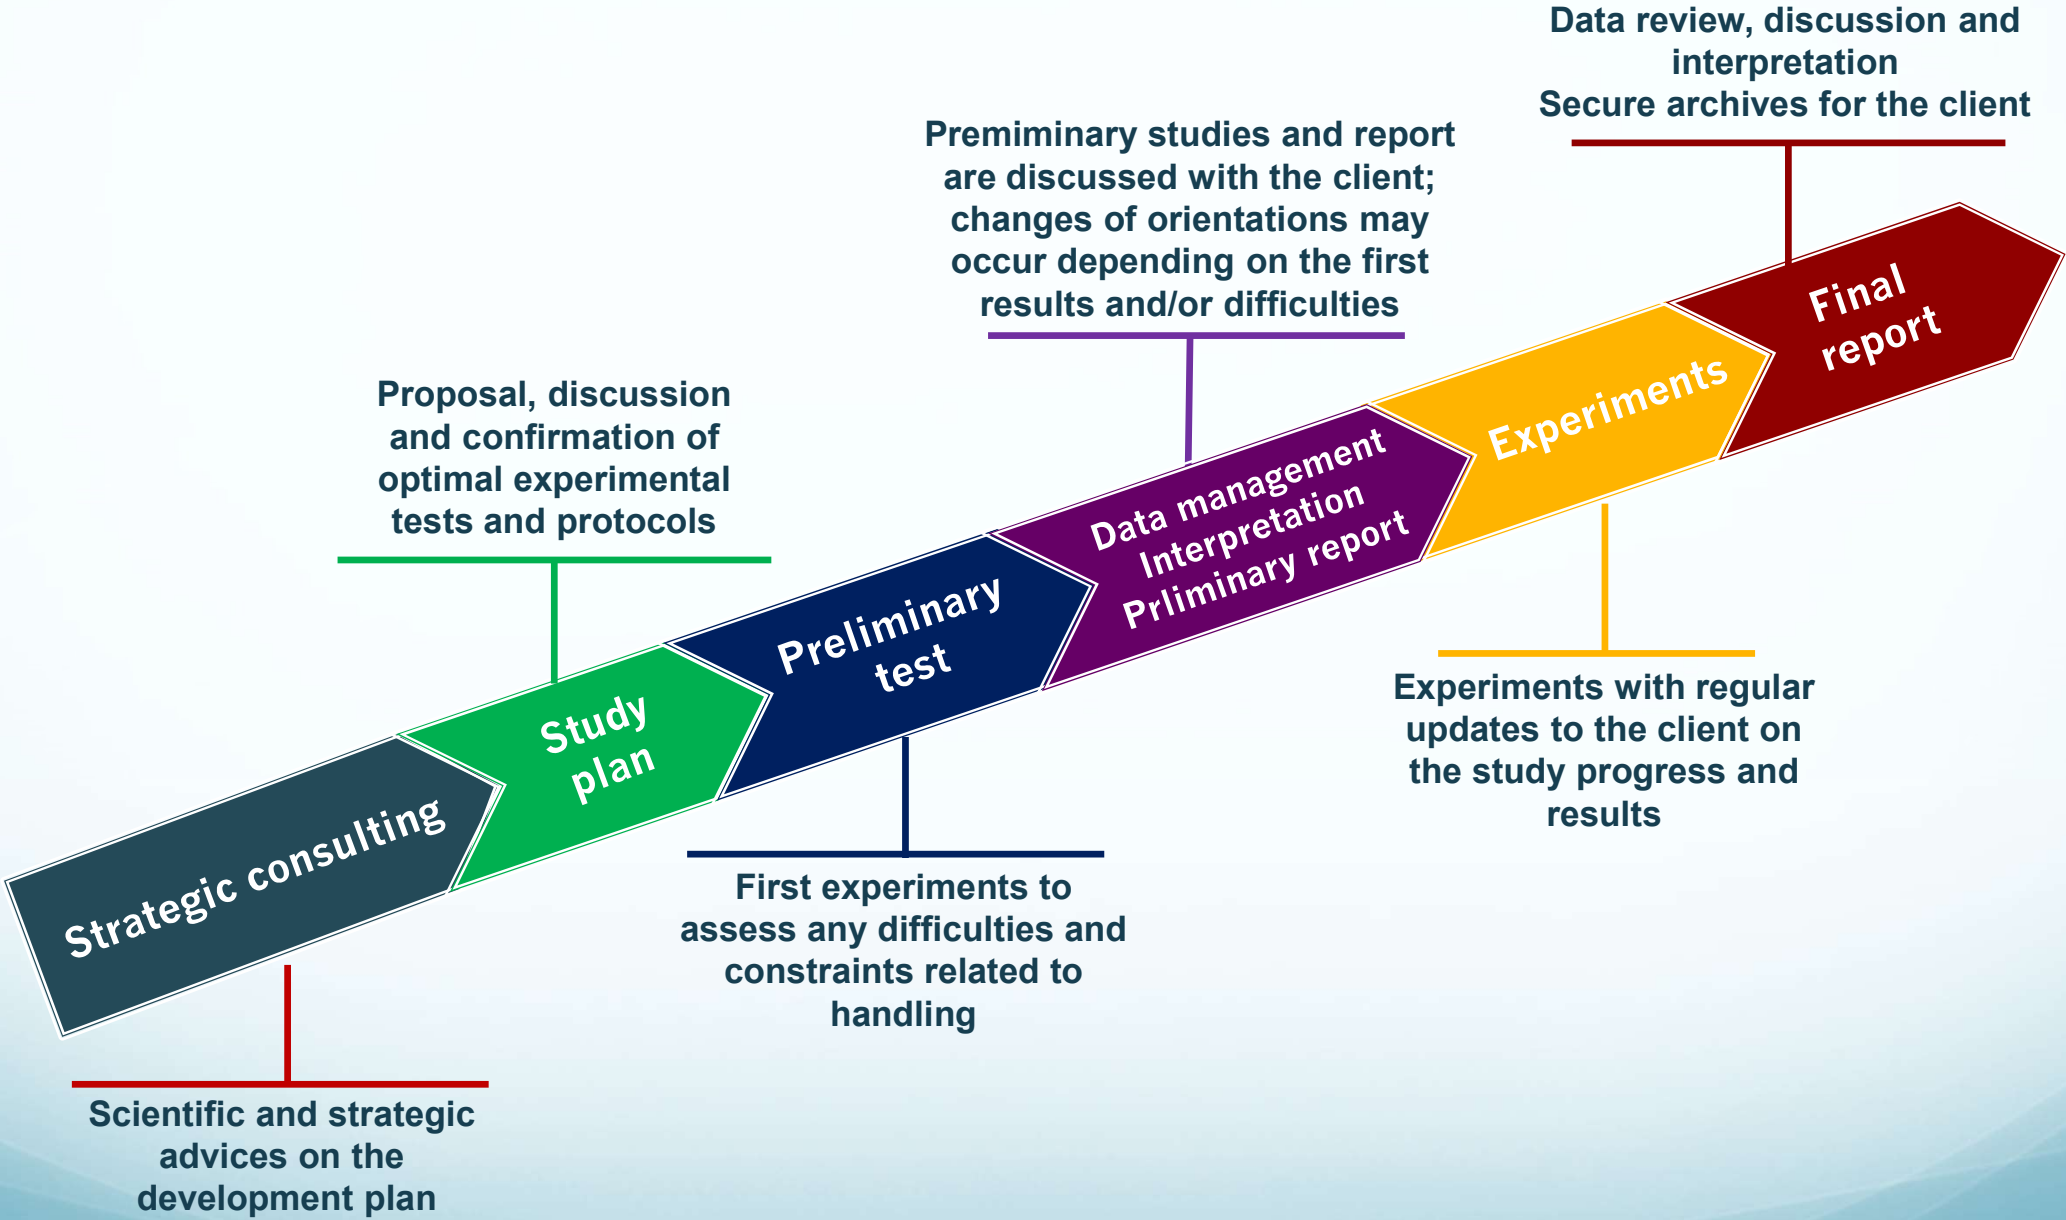 Data review, discussion and
interpretation
Secure archives for the client
Premiminary studies and report
are discussed with the client;
changes of orientations may
occur depending on the first
results and/or difficulties
Proposal, discussion
and confirmation of
optimal experimental
tests and protocols
Strategic consulting
Study
plan
Preliminary
test
Data management
Interpretation
Prliminary report
Experiments
Final
report
Experiments with regular
updates to the client on
the study progress and
results
First experiments to
assess any difficulties and
constraints related to
handling
Scientific and strategic
advices on the
development plan